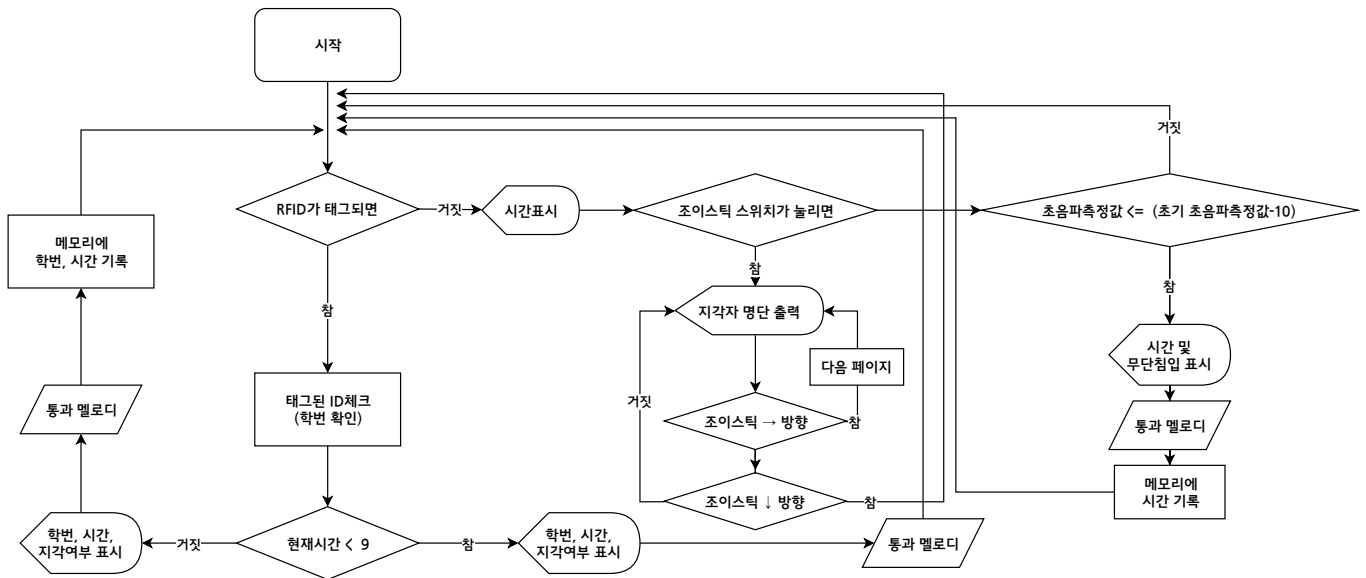 시작
거짓
RFID가 태그되면
거짓
시간표시
조이스틱 스위치가 눌리면
초음파측정값 <= (초기 초음파측정값-10)
메모리에
학번, 시간 기록
참
참
참
지각자 명단 출력
시간 및
무단침입 표시
다음 페이지
태그된 ID체크
(학번 확인)
통과 멜로디
거짓
조이스틱 → 방향
참
통과 멜로디
조이스틱 ↓ 방향
참
메모리에
시간 기록
학번, 시간,
지각여부 표시
거짓
현재시간 < 9
참
학번, 시간,
지각여부 표시
통과 멜로디